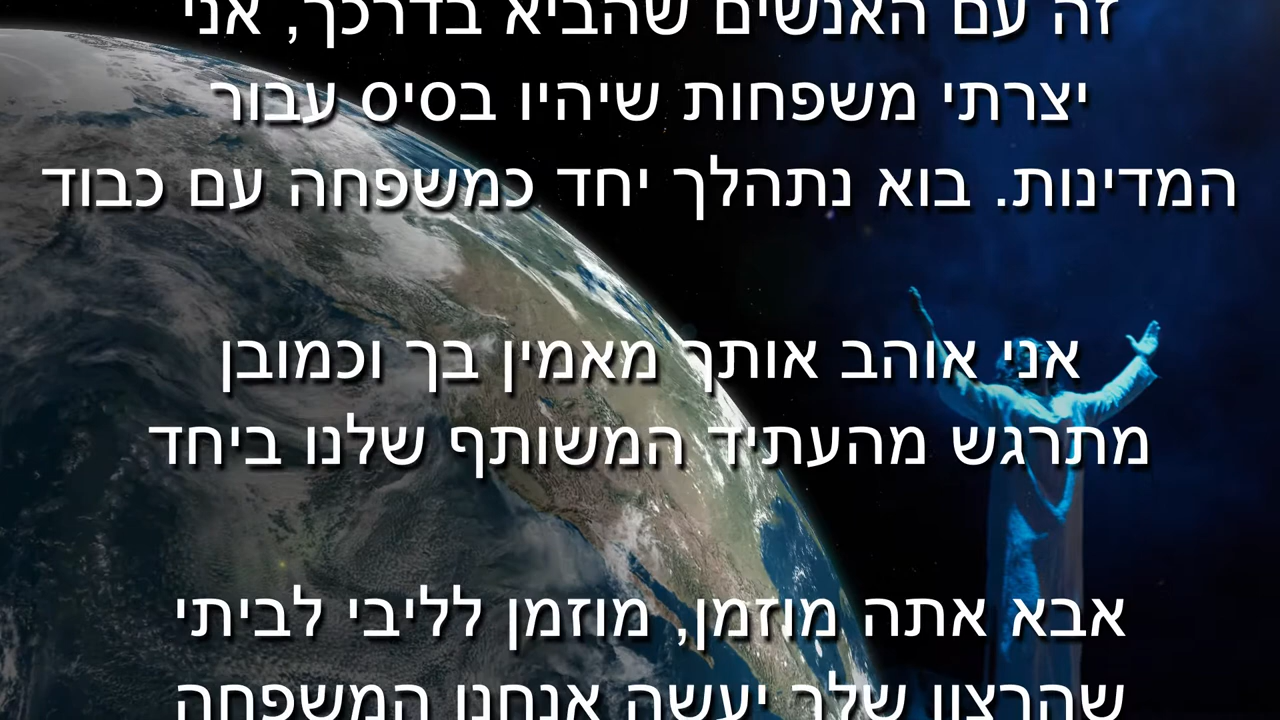 זה עם האנשים שהביא בדרכך, אני
יצרתי משפחות שיהיו בסיס עבור
המדינות. בוא נתהלך יחד כמשפחה עם כבוד
אני אוהב אותך מאמין בך וכמובן
מתרגש מהעתיד המשותף שלנו ביחד
אבא אתה מוזמן, מוזמן לליבי לביתי
שהרצון שלך יעשה אנחנו המשפחה